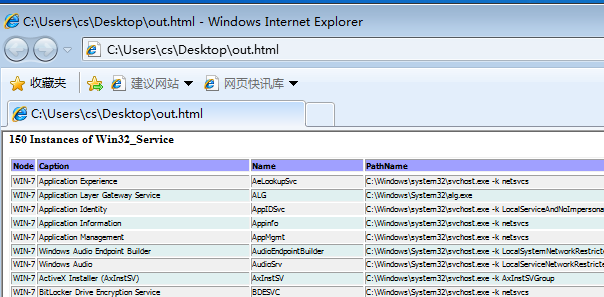 C:\Users\cs\Desktop\out.html - Windows Internet Explorer
C:\Users\cs\Desktop\out.html
收藏夹 建议网站 网页快讯库
C:\Users\cs\Desktop\out.html
150 Instances of Win32_Service
Node Caption Name PathName
WIN-7 Application Experience AeLookupSvc C:\Windows\system32\svchost.exe -k netsvcs
WIN-7 Application Layer Gateway Service ALG C:\Windows\System32\alg.exe
WIN-7 Application Identity AppIDSvc C:\Windows\system32\svchost.exe -k LocalServiceAndNoImpersona
WIN-7 Application Information Appinfo C:\Windows\system32\svchost.exe -k netsvcs
WIN-7 Application Management AppMgmt C:\Windows\system32\svchost.exe -k netsvcs
WIN-7 Windows Audio Endpoint Builder AudioEndpointBuilder C:\Windows\System32\svchost.exe -k LocalSystemNetworkRestricte
WIN-7 Windows Audio AudioSrv C:\Windows\System32\svchost.exe -k LocalServiceNetworkRestricte
WIN-7 ActiveX Installer (AxInstSV) AxInstSV C:\Windows\system32\svchost.exe -k AxInstSVGroup
WIN-7 BitLocker Drive Encryption Service BDESVC C:\Windows\System32\svchost.exe -k netsvcs